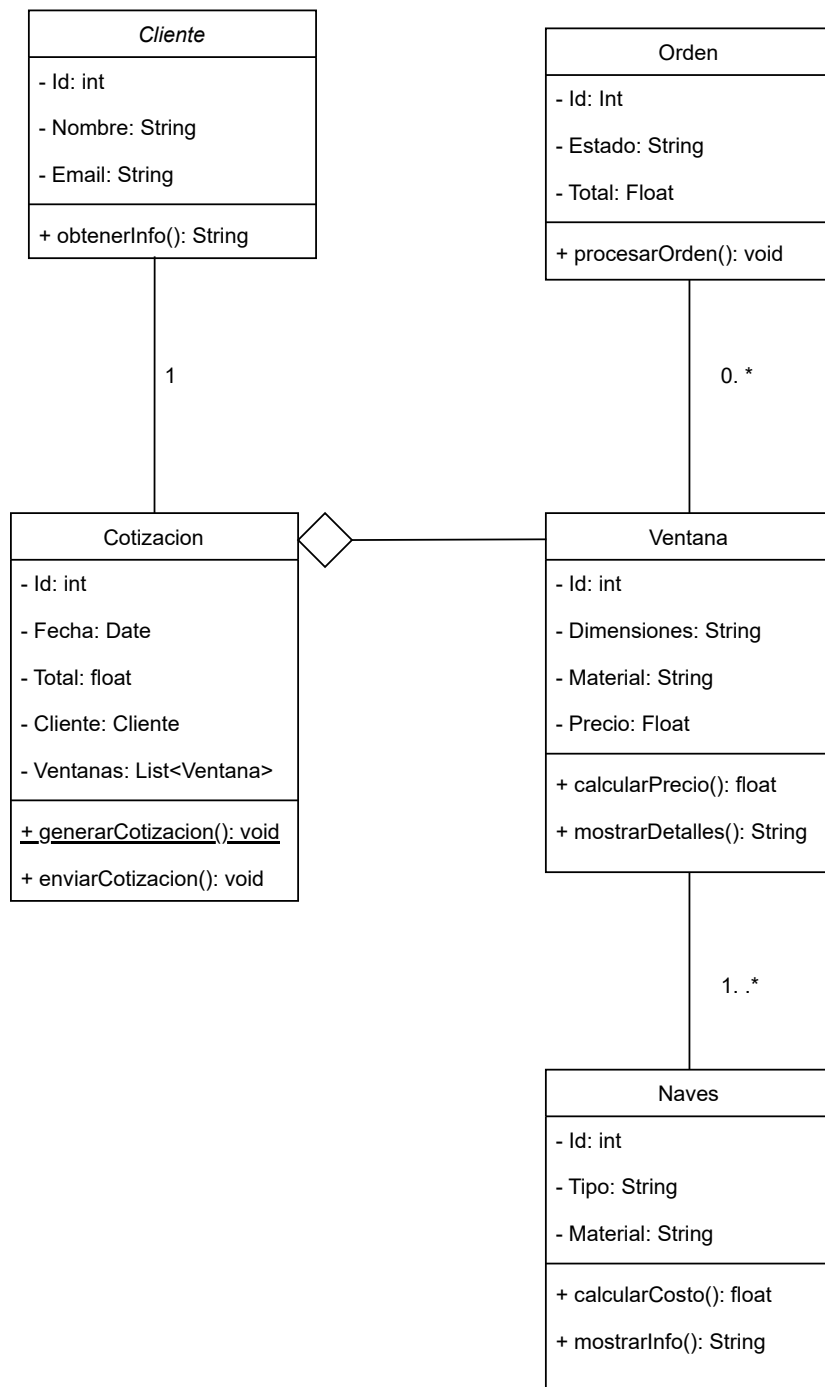 Cliente
- Id: int
- Nombre: String
- Email: String
+ obtenerInfo(): String
Orden
- Id: Int
- Estado: String
- Total: Float
+ procesarOrden(): void
1
0. *
Cotizacion
- Id: int
- Fecha: Date
- Total: float
- Cliente: Cliente
- Ventanas: List<Ventana>
+ generarCotizacion(): void
+ enviarCotizacion(): void
Ventana
- Id: int
- Dimensiones: String
- Material: String
- Precio: Float
+ calcularPrecio(): float
+ mostrarDetalles(): String
1. .*
Naves
- Id: int
- Tipo: String
- Material: String
+ calcularCosto(): float
+ mostrarInfo(): String